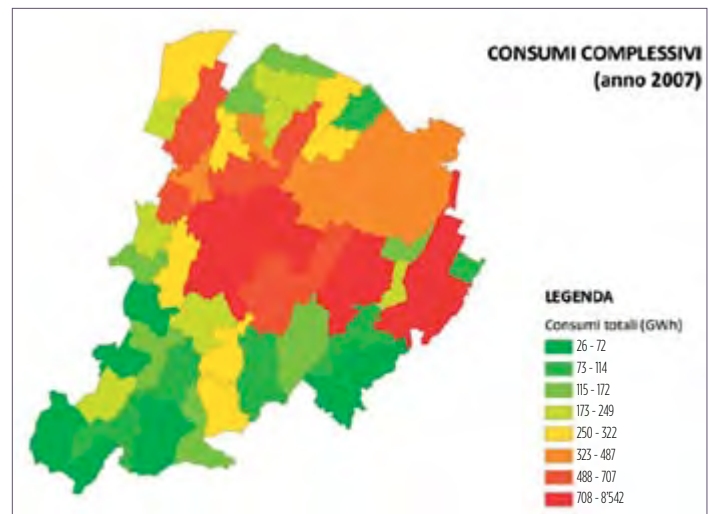 CONSUMI COMPLESSIVI
(anno 2007)
LEGENDA
Consumi totali (GWh)
26 - 72
73 - 114
115 - 172
173 - 249
250 - 322
323 - 487
488 - 707
708 - 8'542